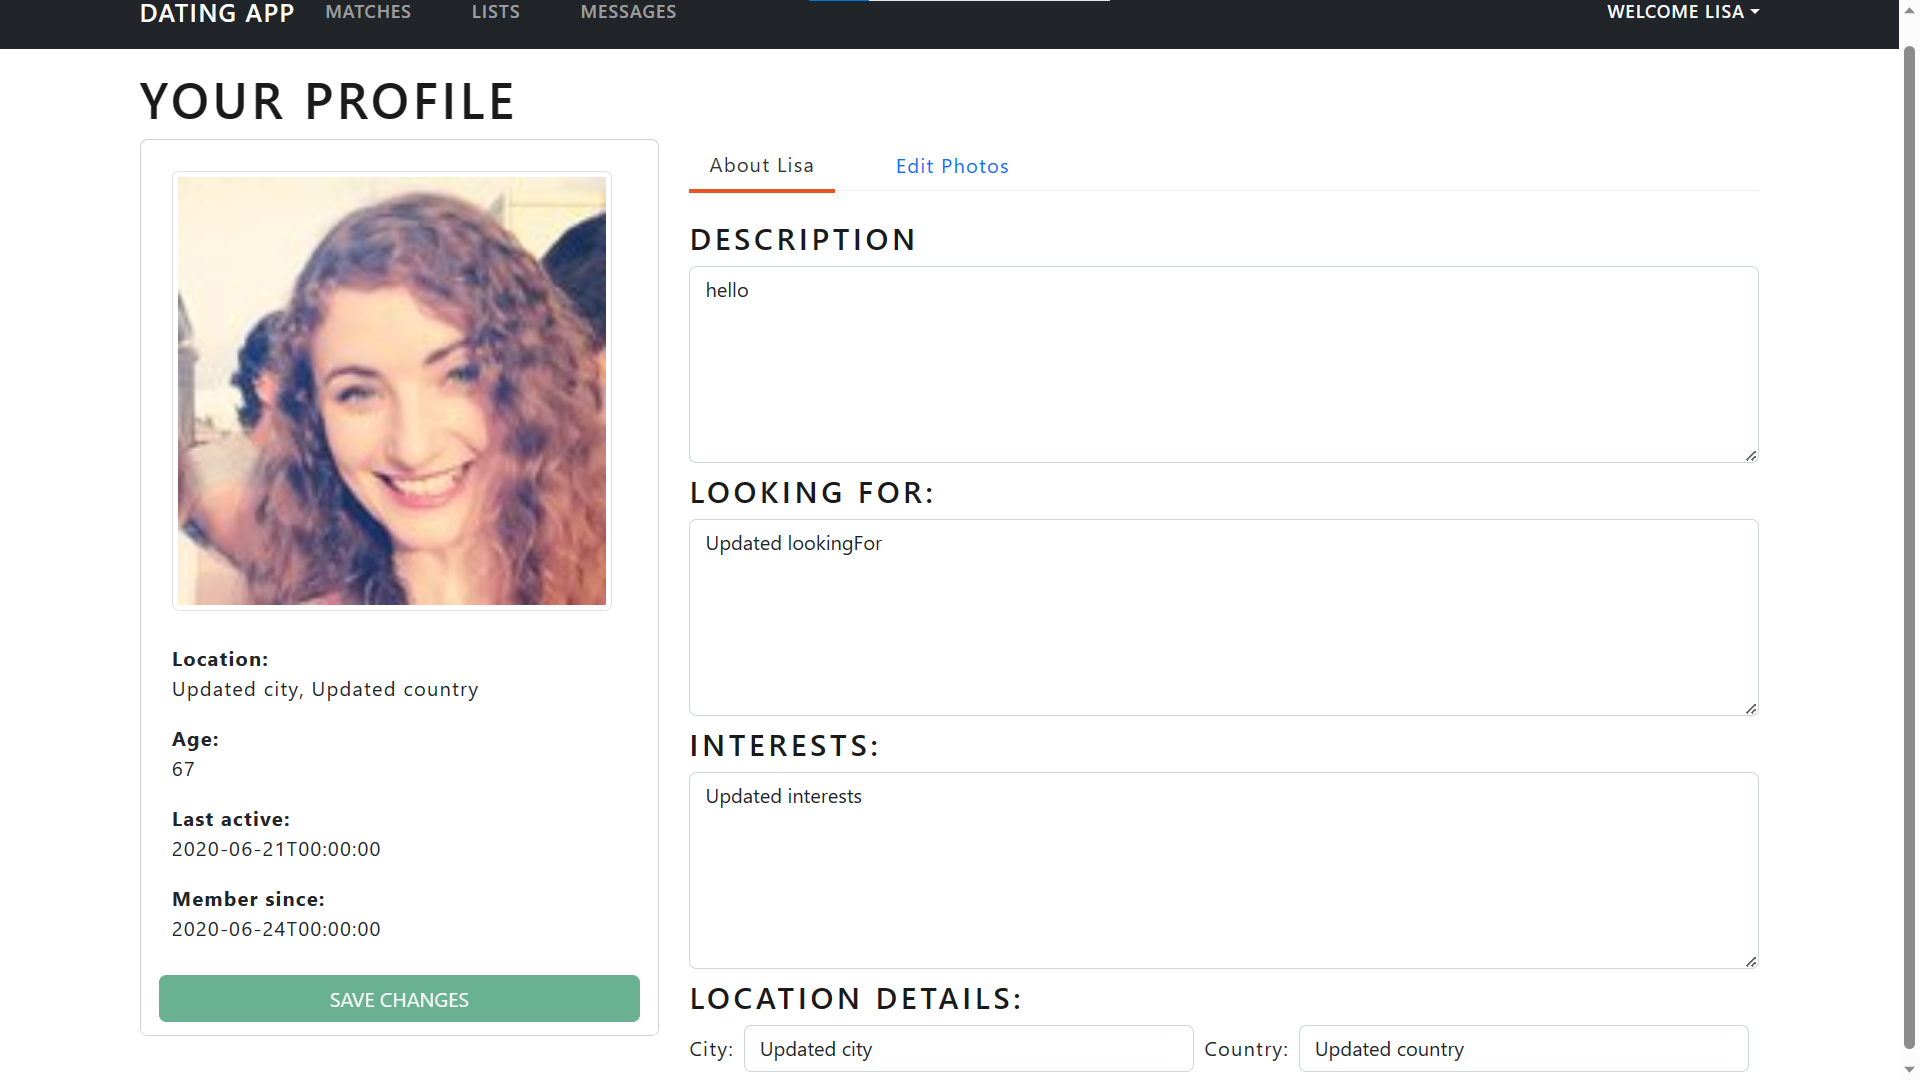 DATING APP MATCHES LISTS MESSAGES WELCOME LISA
YOUR PROFILE
About Lisa Edit Photos
DESCRIPTION
hello
LOOKING FOR:
Updated lookingFor
INTERESTS:
Updated interests
LOCATION DETAILS:
City: Updated city Country: Updated country
Location:
Updated city, Updated country
Age:
67
Last active:
2020-06-21T00:00:00
Member since:
2020-06-24T00:00:00
SAVE CHANGES